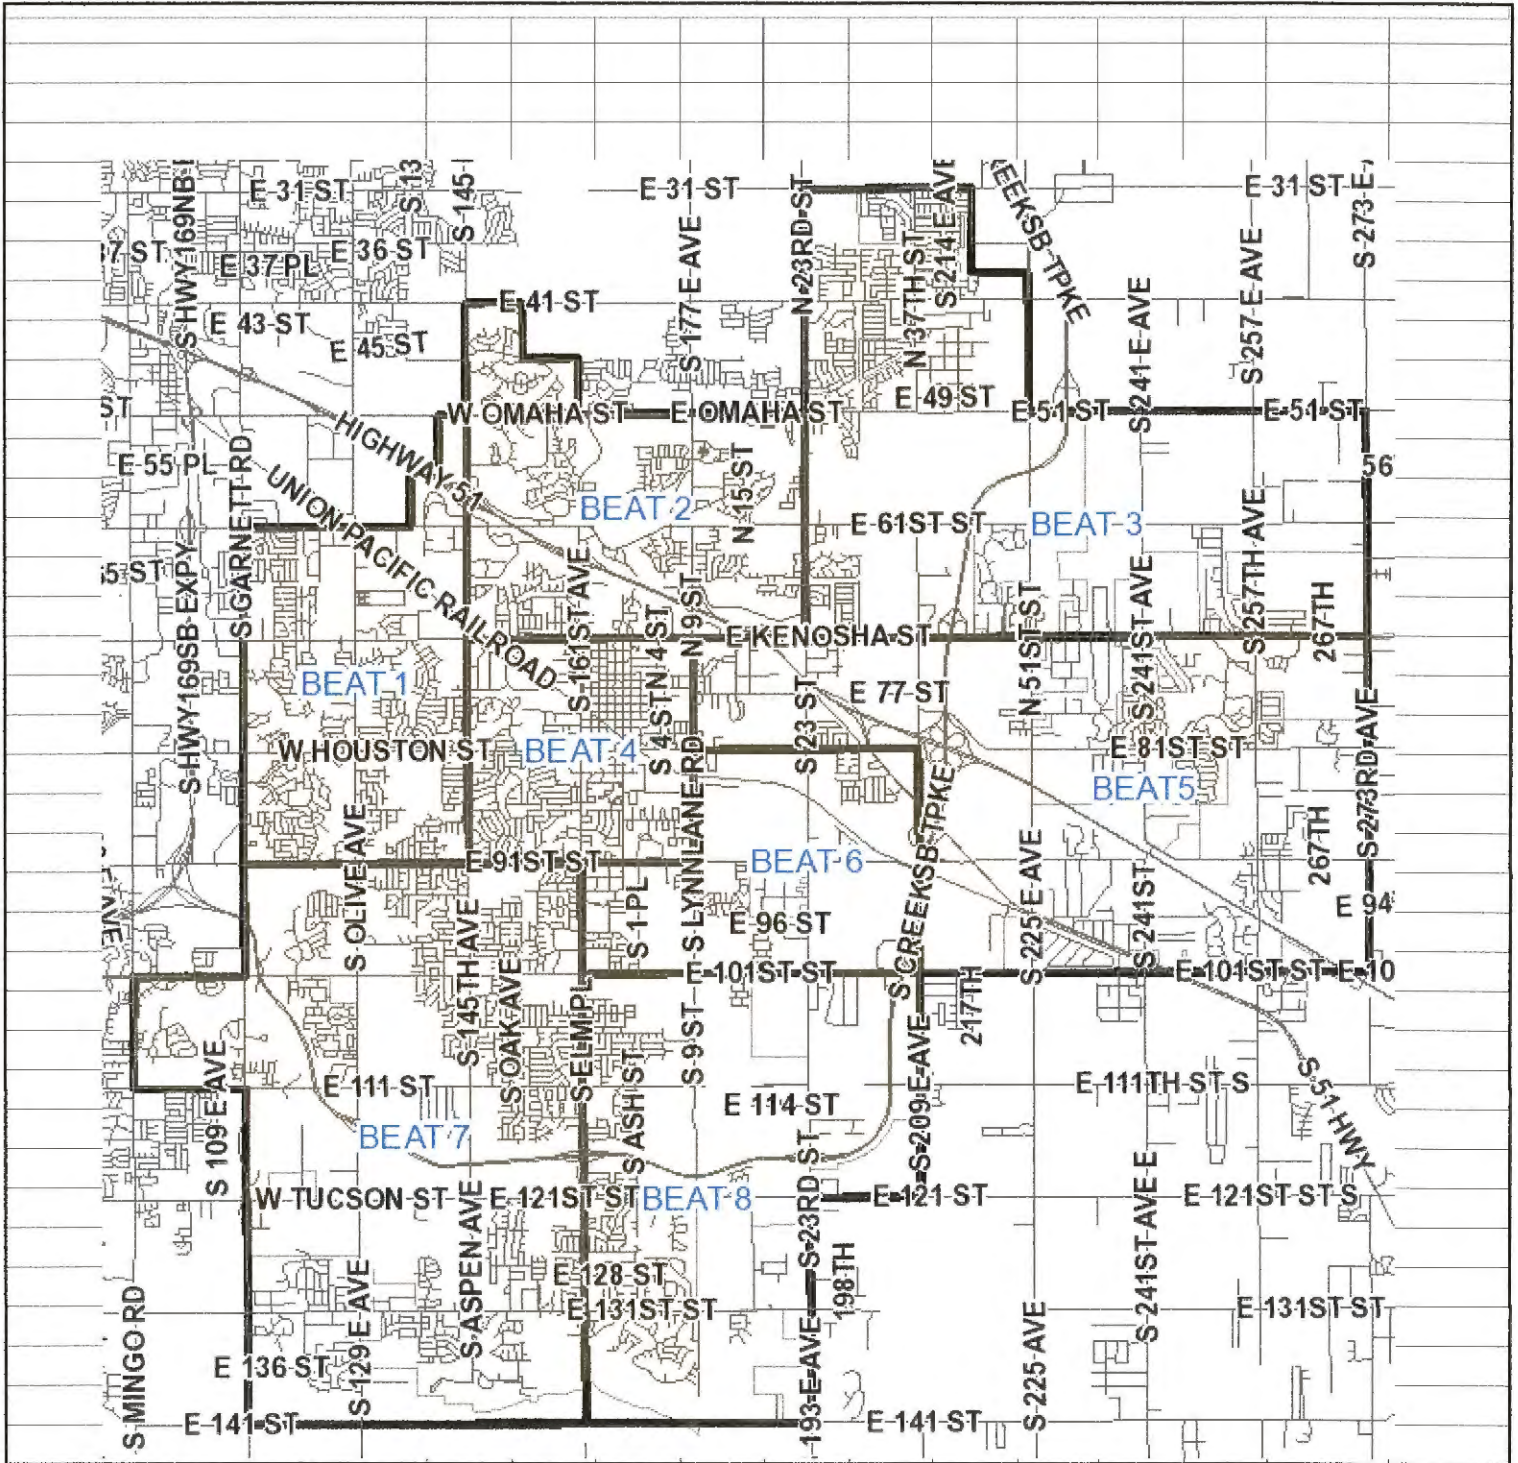 S HWY 169NB
E 31 ST
S 13
S-145-
E 31 ST
N 23RD ST
S 214 E AVE
EEKSB TPKE
E 31 ST
S-273-E
37 ST
E 37 PL
E 36 ST
S 177 E AVE
N 37TH ST
S 257 E AVE
E 43 ST
E 45 ST
E 41 ST
S 241 E AVE
ST
W OMAHA ST
E OMAHA ST
E 49 ST
E 51 ST
E 51 ST
E 55 PL
S GARNETT RD
HIGHWAY 51
UNION PACIFIC RAILROAD
N 15 ST
56
BEAT 2
E 61ST ST
BEAT 3
S 257TH AVE
S 161ST AVE
N 4 ST
N 9 ST
E KENOSHA ST
N 51ST ST
S 241ST AVE
267TH
S HWY 169SB EXPY
BEAT 1
E 77 ST
S 23 ST
W HOUSTON ST
BEAT 4
S 4 ST
E 81ST ST
BEAT5
S 273RD AVE
S OLIVE AVE
E 91ST ST
S LYNNLANE RD
BEAT 6
S CREEKSB TPKE
S 225 E AVE
S 241ST
267TH
E 94
S 145TH AVE
S OAK AVE
S 1 PL
E 96 ST
E 101ST ST
217TH
E 101ST ST
E 10
S ELM PL
S 9 ST
S 109 E AVE
E 111 ST
S ASH ST
E 114 ST
S 209 E AVE
E 111TH ST S
S 51 HWY
BEAT 7
W TUCSON ST
E 121ST ST
BEAT 8
S 23RD ST
E 121 ST
E 121ST ST S
S MINGO RD
S 129 E AVE
S ASPEN AVE
E 128 ST
E 131ST ST
198TH
193 E AVE
S 225 AVE
S 241ST AVE E
E 131ST ST
E 136 ST
E 141 ST
E 141 ST